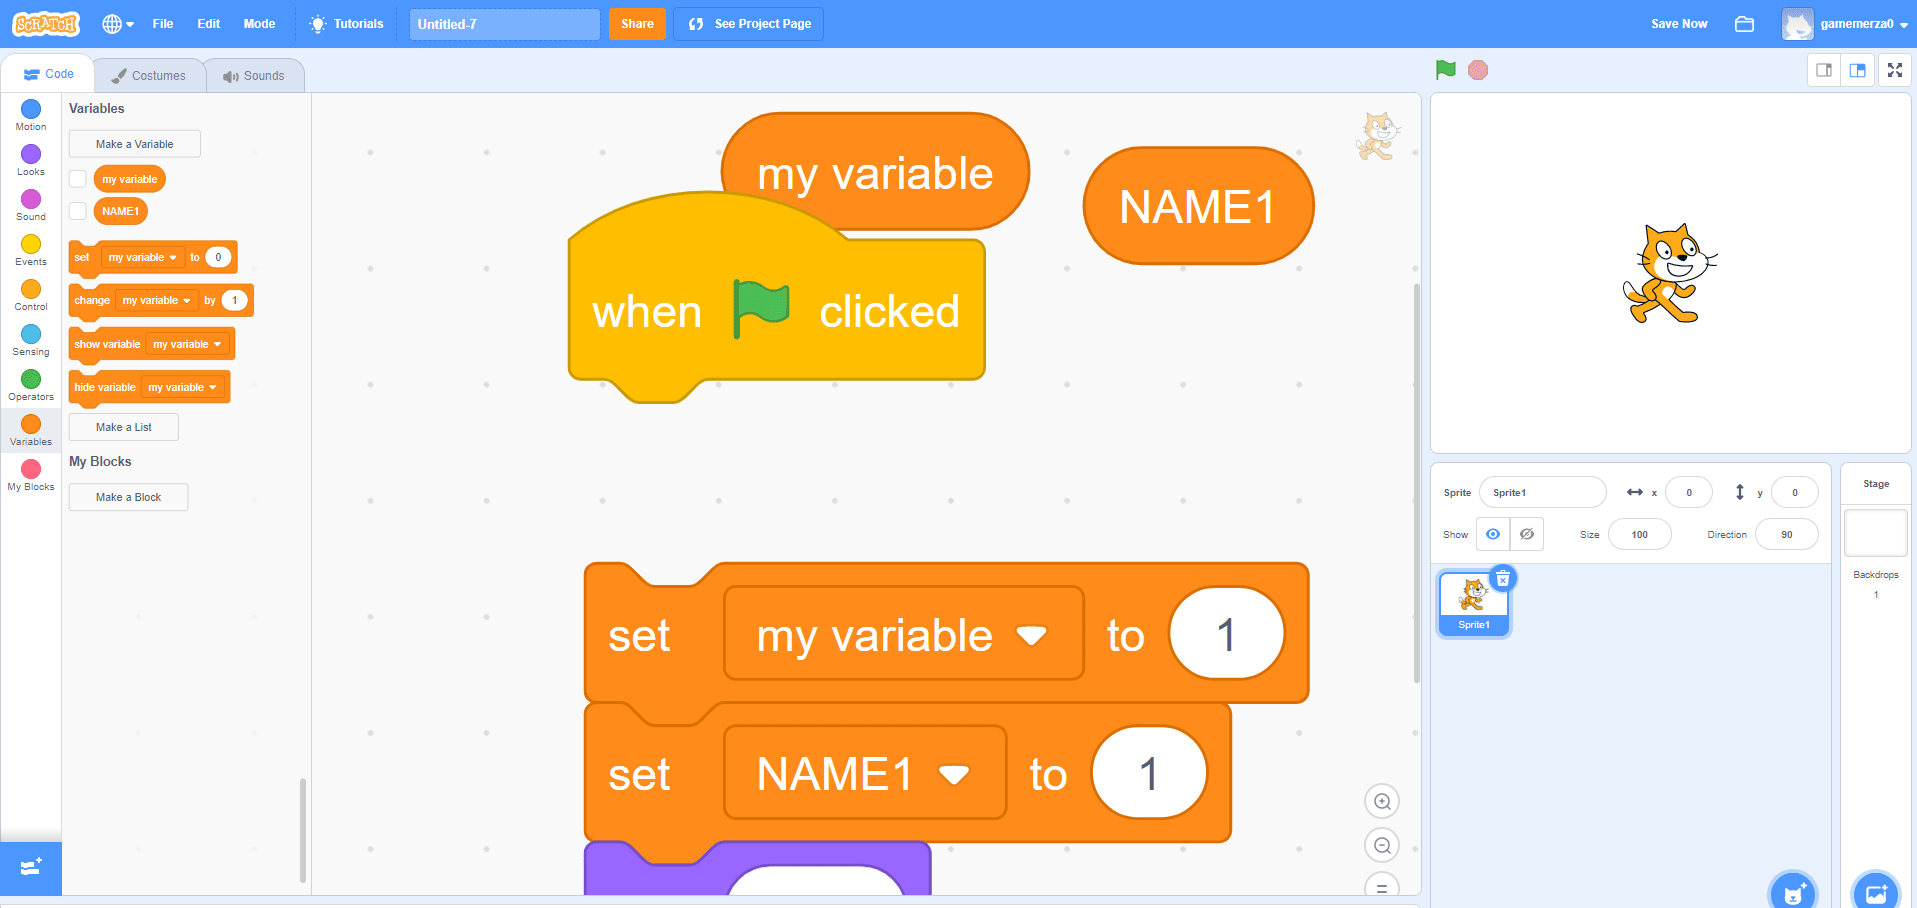 SCRATCH
File
Edit
Mode
Tutorials
Untitled-7
Share
See Project Page
Save Now
gamemerza0
Code
Costumes
Sounds
Motion
Looks
Sound
Events
Control
Sensing
Operators
Variables
My Blocks
Variables
Make a Variable
my variable
NAME1
set my variable to 0
change my variable by 1
show variable my variable
hide variable my variable
Make a List
My Blocks
Make a Block
my variable
NAME1
when clicked
set my variable to 1
set NAME1 to 1
Sprite Sprite1 x 0 y 0
Show Size 100 Direction 90
Sprite1
Stage
Backdrops
1